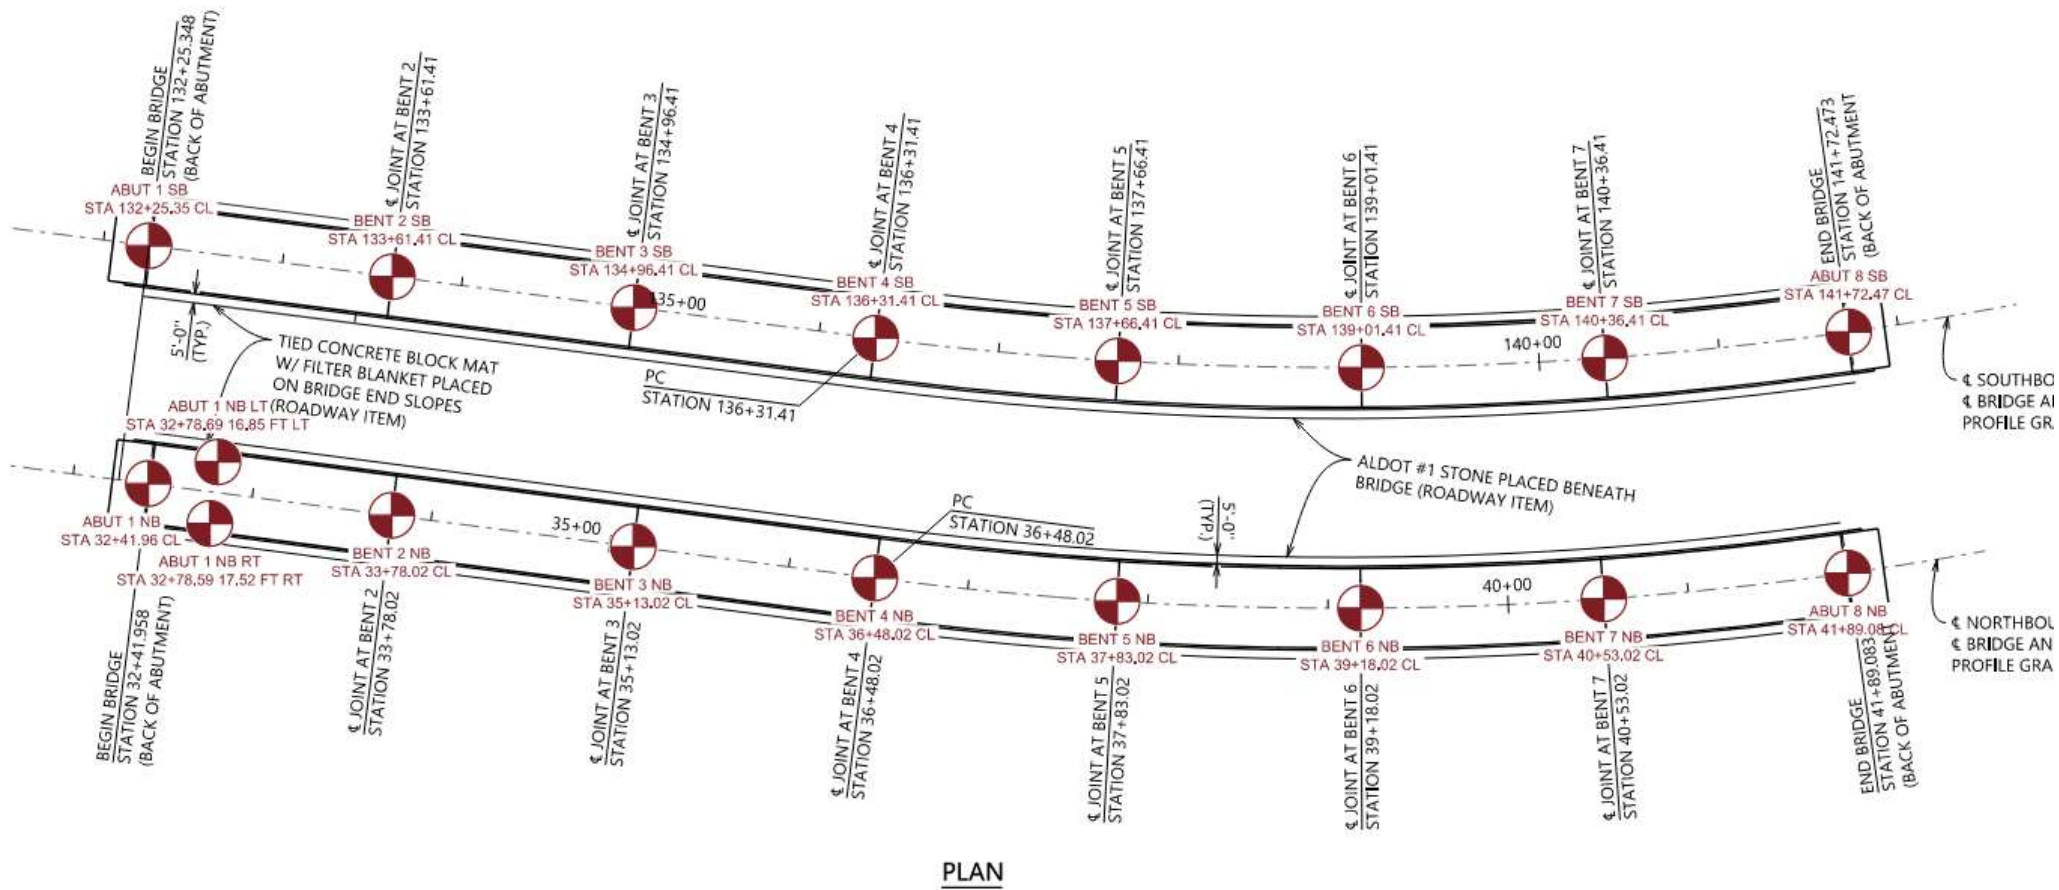 BEGIN BRIDGE
STATION 132+25.348
(BACK OF ABUTMENT)
ABUT 1 SB
STA 132+25.35 CL
℄ JOINT AT BENT 2
STATION 133+61.41
BENT 2 SB
STA 133+61.41 CL
℄ JOINT AT BENT 3
STATION 134+96.41
BENT 3 SB
STA 134+96.41 CL
135+00
℄ JOINT AT BENT 4
STATION 136+31.41
BENT 4 SB
STA 136+31.41 CL
℄ JOINT AT BENT 5
STATION 137+66.41
BENT 5 SB
STA 137+66.41 CL
℄ JOINT AT BENT 6
STATION 139+01.41
BENT 6 SB
STA 139+01.41 CL
℄ JOINT AT BENT 7
STATION 140+36.41
BENT 7 SB
STA 140+36.41 CL
140+00
END BRIDGE
STATION 141+72.473
(BACK OF ABUTMENT
ABUT 8 SB
STA 141+72.47 CL
5'-0"
(TYP.)
TIED CONCRETE BLOCK MAT
W/ FILTER BLANKET PLACED
ON BRIDGE END SLOPES
(ROADWAY ITEM)
PC
STATION 136+31.41
℄ SOUTHBO
℄ BRIDGE
PROFILE GR
ABUT 1 NB LT
STA 32+78.69 16.85 FT LT
ALDOT #1 STONE PLACED BENEATH
BRIDGE (ROADWAY ITEM)
PC
STATION 36+48.02
5'-0"
(TYP.)
ABUT 1 NB
STA 32+41.96 CL
ABUT 1 NB RT
STA 32+78.59 17.52 FT RT
BEGIN BRIDGE
STATION 32+41.958
(BACK OF ABUTMENT)
BENT 2 NB
STA 33+78.02 CL
℄ JOINT AT BENT 2
STATION 33+78.02
35+00
BENT 3 NB
STA 35+13.02 CL
℄ JOINT AT BENT 3
STATION 35+13.02
BENT 4 NB
STA 36+48.02 CL
℄ JOINT AT BENT 4
STATION 36+48.02
BENT 5 NB
STA 37+83.02 CL
℄ JOINT AT BENT 5
STATION 37+83.02
BENT 6 NB
STA 39+18.02 CL
℄ JOINT AT BENT 6
STATION 39+18.02
40+00
BENT 7 NB
STA 40+53.02 CL
℄ JOINT AT BENT 7
STATION 40+53.02
ABUT 8 NB
STA 41+89.08 CL
END BRIDGE
STATION 41+89.083
(BACK OF ABUTMENT)
℄ NORTHBOU
℄ BRIDGE AN
PROFILE GRA
PLAN